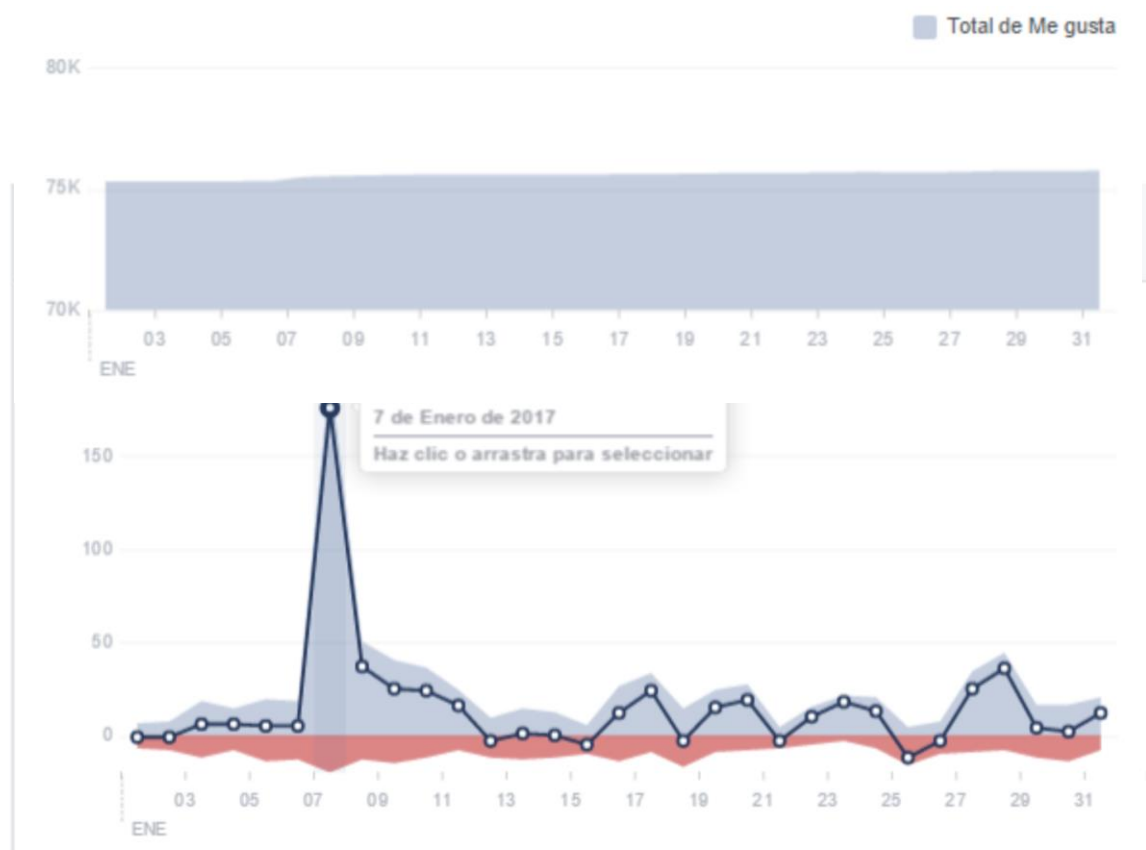 Total de Me gusta
80K
75K
70K
03 05 07 09 11 13 15 17 19 21 23 25 27 29 31
ENE
7 de Enero de 2017
Haz clic o arrastra para seleccionar
150
100
50
0
03 05 07 09 11 13 15 17 19 21 23 25 27 29 31
ENE